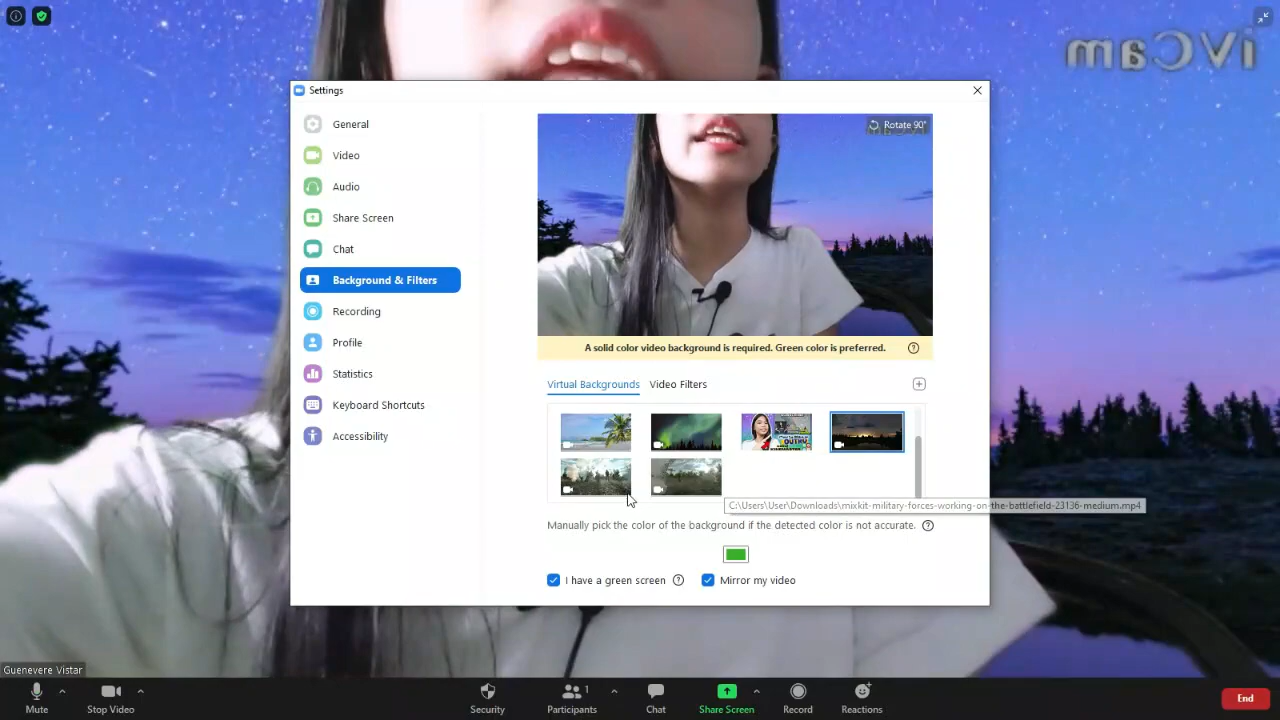 iVCam
Settings
General
Video
Audio
Share Screen
Chat
Background & Filters
Recording
Profile
Statistics
Keyboard Shortcuts
Accessibility
Rotate 90°
A solid color video background is required. Green color is preferred.
Virtual Backgrounds
Video Filters
C:\Users\User\Downloads\mixkit-military-forces-working-on-the-battlefield-23136-medium.mp4
Manually pick the color of the background if the detected color is not accurate.
I have a green screen
Mirror my video
Guenevere Vistar
Mute
Stop Video
Security
Participants
1
Chat
Share Screen
Record
Reactions
End